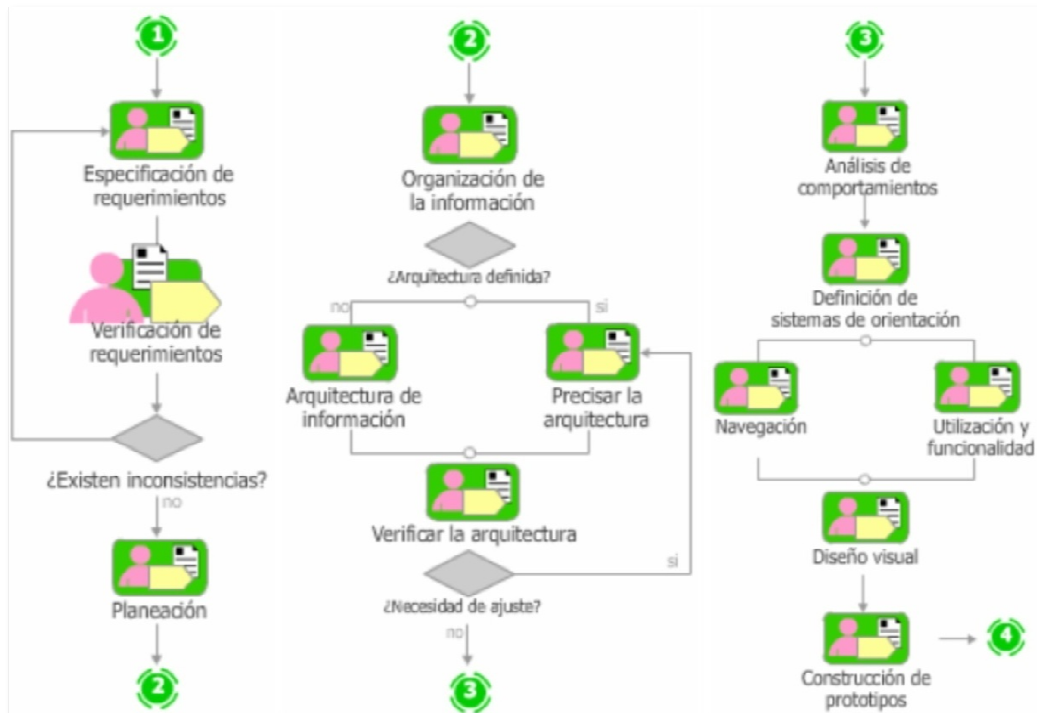 1
Especificación de
requerimientos
Verificación de
requerimientos
¿Existen inconsistencias?
no
Planeación
2
2
Organización de
la información
¿Arquitectura definida?
no
si
Arquitectura de
información
Precisar la
arquitectura
Verificar la arquitectura
si
¿Necesidad de ajuste?
no
3
3
Análisis de
comportamientos
Definición de
sistemas de orientación
Navegación
Utilización y
funcionalidad
Diseño visual
Construcción de
prototipos
4